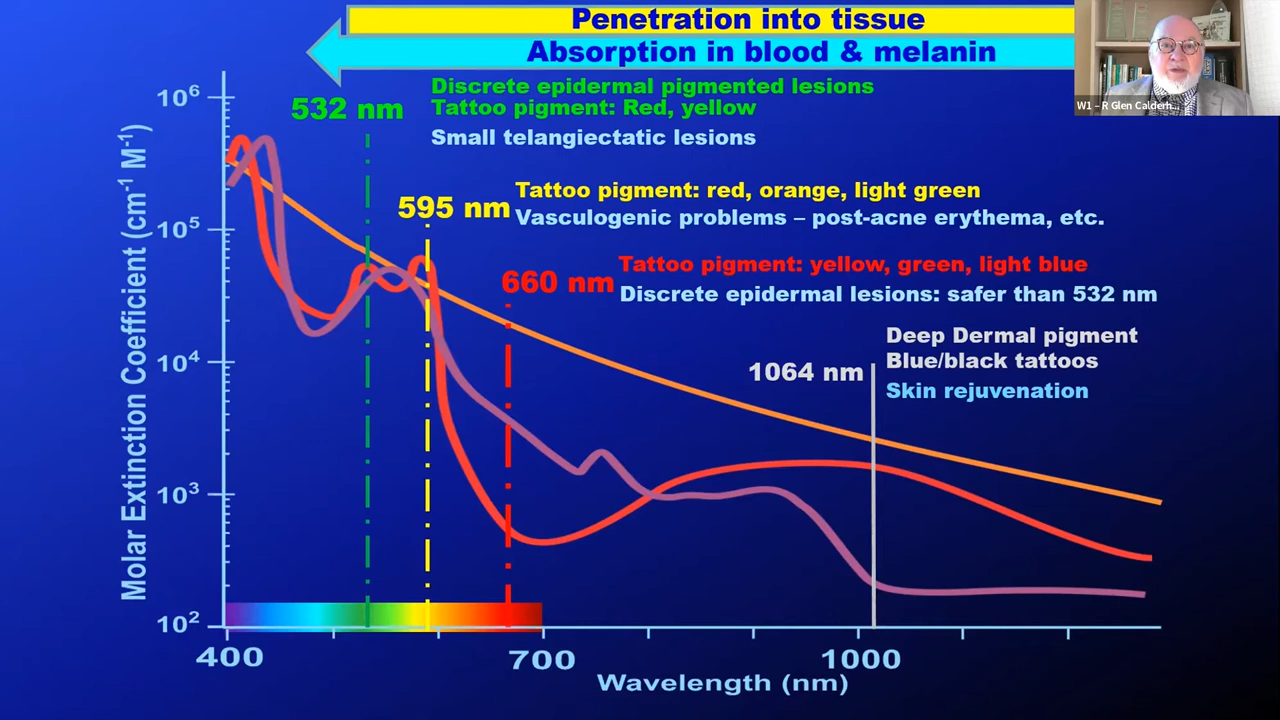 Penetration into tissue
Absorption in blood & melanin
W1 – R Glen Calderh...
10⁶
532 nm
Discrete epidermal pigmented lesions
Tattoo pigment: Red, yellow
Small telangiectatic lesions
595 nm
Tattoo pigment: red, orange, light green
Vasculogenic problems – post-acne erythema, etc.
10⁵
660 nm
Tattoo pigment: yellow, green, light blue
Discrete epidermal lesions: safer than 532 nm
1064 nm
Deep Dermal pigment
Blue/black tattoos
Skin rejuvenation
10⁴
10³
10²
Molar Extinction Coefficient (cm⁻¹ M⁻¹)
400
700
1000
Wavelength (nm)